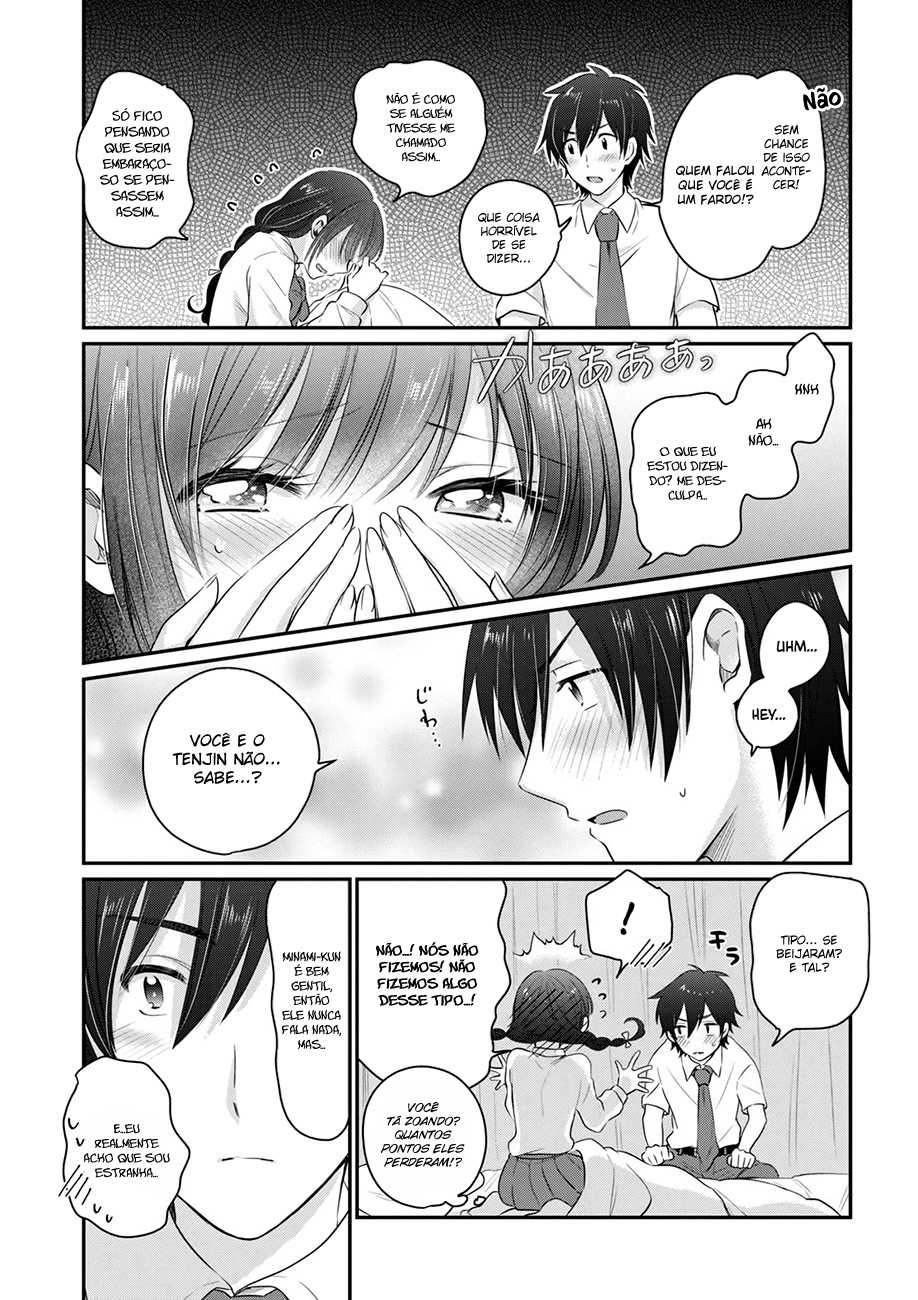 Não
SEM
CHANCE
DE ISSO
ACONTE-
CER!
QUEM FALOU
QUE VOCÊ É
UM FARDO!?
QUE COISA
HORRÍVEL
DE SE
DIZER...
NÃO É COMO
SE ALGUÉM
TIVESSE ME
CHAMADO
ASSIM...
SÓ FICO
PENSANDO
QUE SERIA
EMBARAÇO-
SO SE PEN-
SASSEM
ASSIM...
HNH
AH
NÃO...
O QUE EU
ESTOU DIZEN-
DO? ME DES-
CULPA...
かああああっ
UHM...
HEY...
じわ…
VOCÊ E O
TENJIN NÃO...
SABE...?
TIPO... SE
BEIJARAM?
E TAL?
チラ
!
NÃO...! NÓS NÃO
FIZEMOS! NÃO
FIZEMOS ALGO
DESSE TIPO...!
VOCÊ
TÁ ZOANDO?
QUANTOS
PONTOS ELES
PERDERAM!?
MINAMI-KUN
É BEM
GENTIL,
ENTÃO
ELE NUNCA
FALA NADA,
MAS...
E...EU
REALMENTE
ACHO QUE SOU
ESTRANHA...